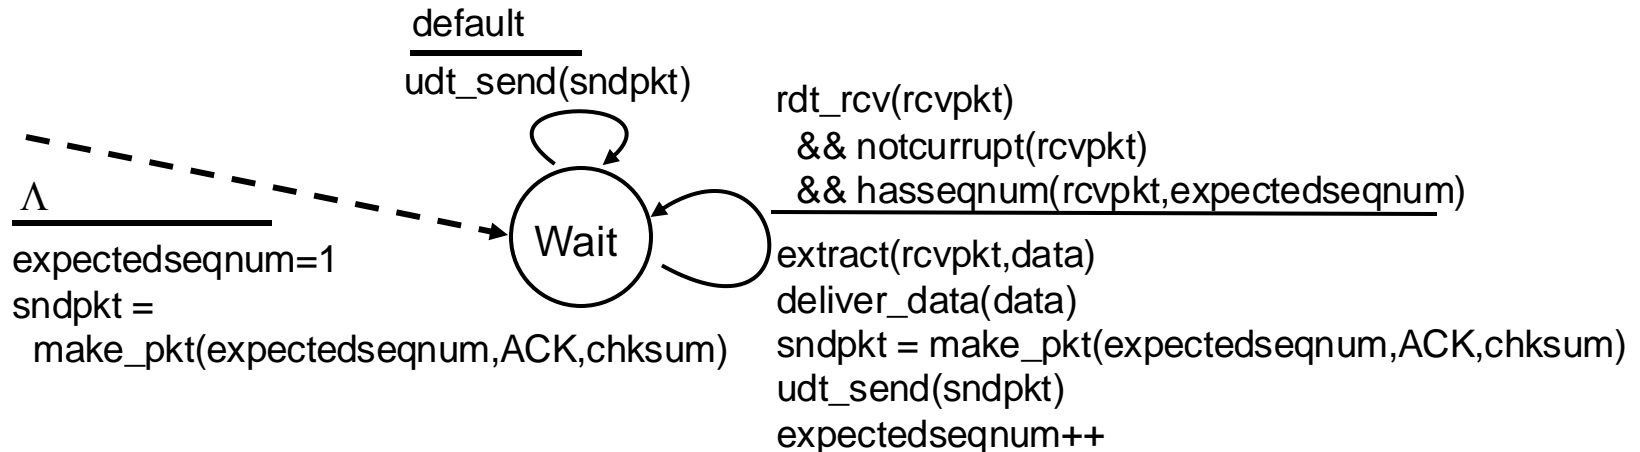 default
udt_send(sndpkt)
rdt_rcv(rcvpkt)
&& notcurrupt(rcvpkt)
&& hasseqnum(rcvpkt,expectedseqnum)
Λ
expectedseqnum=1
sndpkt =
make_pkt(expectedseqnum,ACK,chksum)
Wait
extract(rcvpkt,data)
deliver_data(data)
sndpkt = make_pkt(expectedseqnum,ACK,chksum)
udt_send(sndpkt)
expectedseqnum++